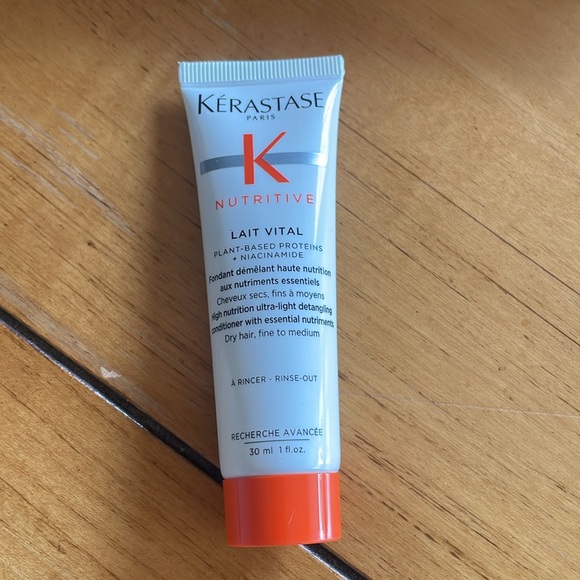 KÉRASTASE
PARIS
K
NUTRITIVE
LAIT VITAL
PLANT-BASED PROTEINS
+ NIACINAMIDE
Fondant démêlant haute nutrition
aux nutriments essentiels
Cheveux secs, fins à moyens
High nutrition ultra-light detangling
conditioner with essential nutriments
Dry hair, fine to medium
À RINCER - RINSE-OUT
RECHERCHE AVANCÉE
30 ml 1 fl.oz.